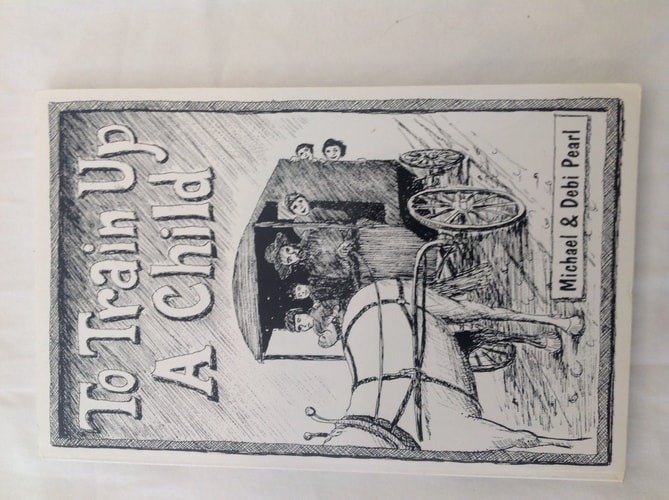 To Train Up
A Child
Michael & Debi Pearl